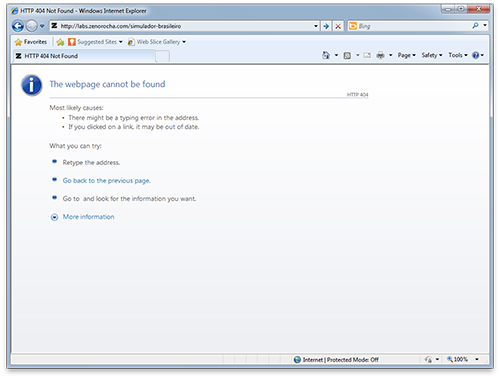 HTTP 404 Not Found - Windows Internet Explorer
http://labs.zenorocha.com/simulador-brasileiro
Bing
Favorites Suggested Sites Web Slice Gallery
HTTP 404 Not Found
Page Safety Tools
The webpage cannot be found
HTTP 404
Most likely causes:
• There might be a typing error in the address.
• If you clicked on a link, it may be out of date.
What you can try:
Retype the address.
Go back to the previous page.
Go to and look for the information you want.
More information
Internet | Protected Mode: Off
100%